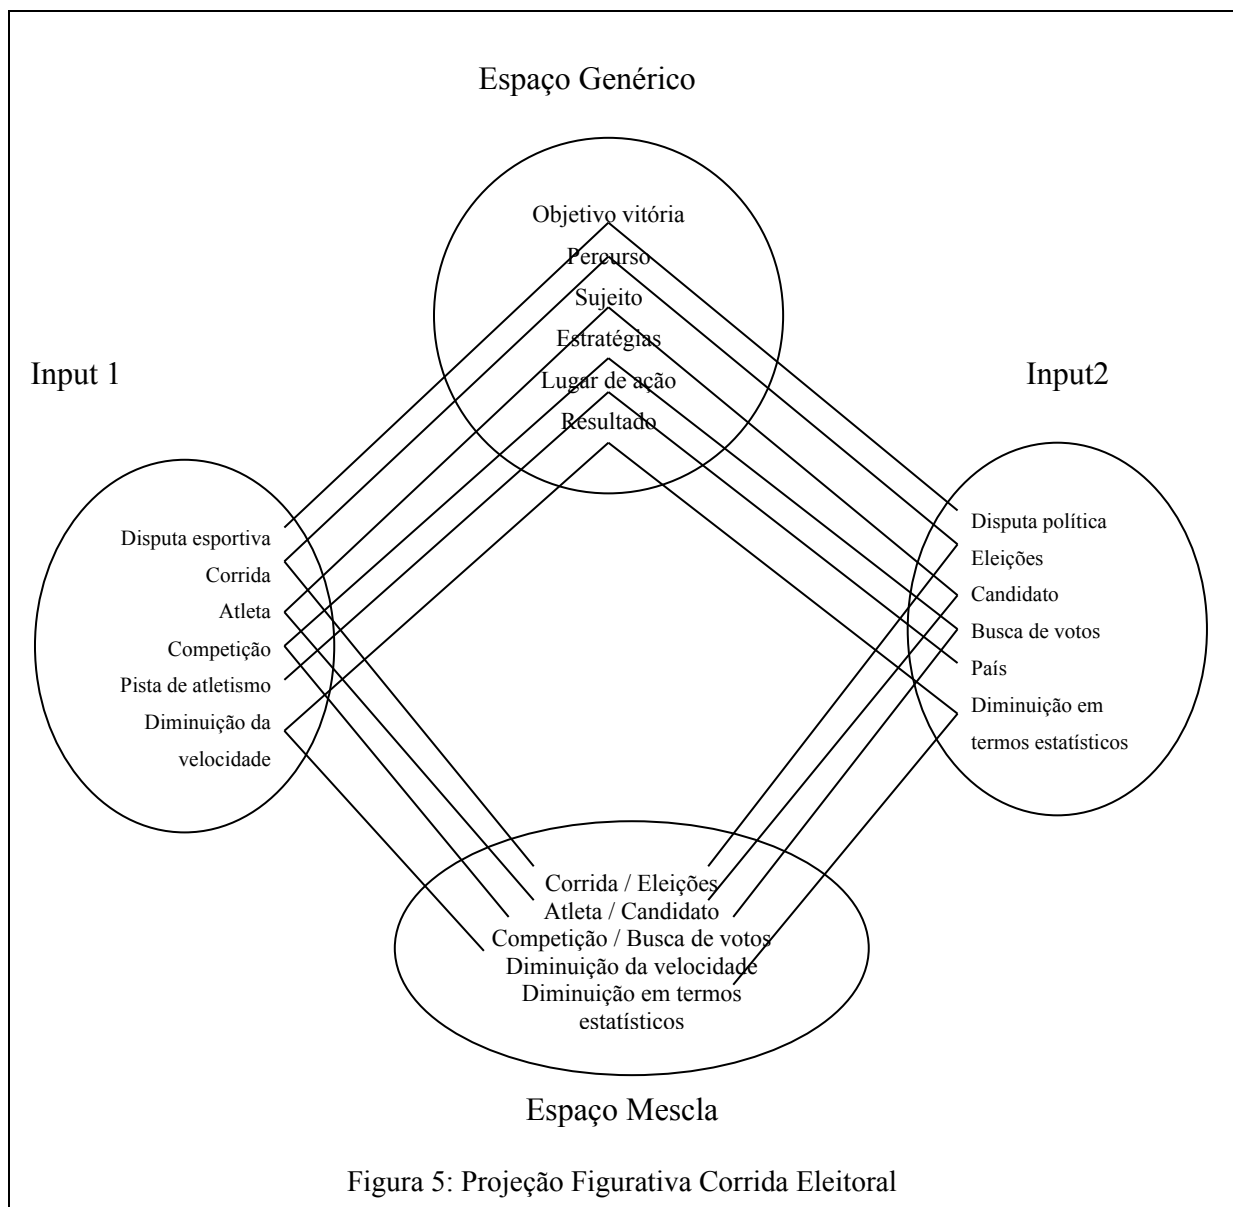 Espaço Genérico
Objetivo vitória
Percurso
Sujeito
Estratégias
Lugar de ação
Resultado
Input 1
Input2
Disputa esportiva
Corrida
Atleta
Competição
Pista de atletismo
Diminuição da
velocidade
Disputa política
Eleições
Candidato
Busca de votos
País
Diminuição em
termos estatísticos
Corrida / Eleições
Atleta / Candidato
Competição / Busca de votos
Diminuição da velocidade
Diminuição em termos
estatísticos
Espaço Mescla
Figura 5: Projeção Figurativa Corrida Eleitoral